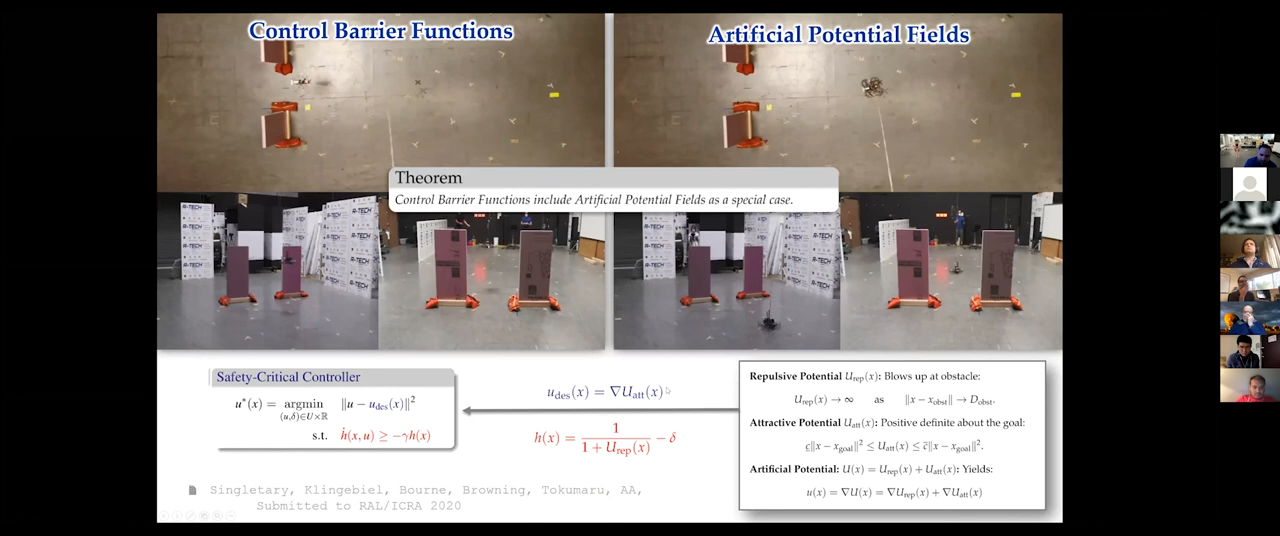 Control Barrier Functions
Artificial Potential Fields
Theorem
Control Barrier Functions include Artificial Potential Fields as a special case.
Safety-Critical Controller
u*(x) = argmin ‖u − u_des(x)‖²
(u,δ)∈U×ℝ
s.t. ḣ(x, u) ≥ −γh(x)
u_des(x) = ∇U_att(x)
h(x) = 1 / (1 + U_rep(x)) − δ
Repulsive Potential U_rep(x): Blows up at obstacle:
U_rep(x) → ∞ as ‖x − x_obst‖ → D_obst.
Attractive Potential U_att(x): Positive definite about the goal:
c̲‖x − x_goal‖² ≤ U_att(x) ≤ c̄‖x − x_goal‖².
Artificial Potential: U(x) = U_rep(x) + U_att(x): Yields:
u(x) = ∇U(x) = ∇U_rep(x) + ∇U_att(x)
Singletary, Klingebiel, Bourne, Browning, Tokumaru, AA,
Submitted to RAL/ICRA 2020